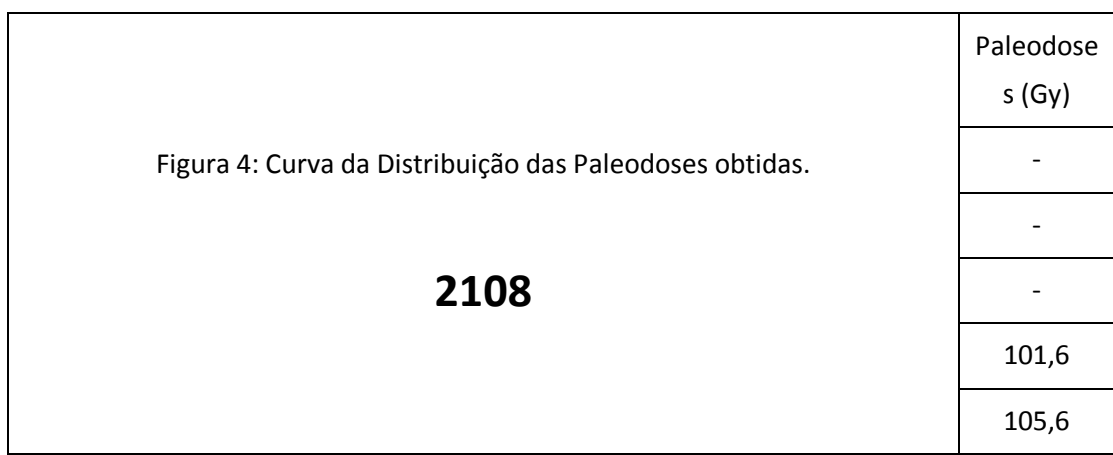 Figura 4: Curva da Distribuição das Paleodoses obtidas.
2108
Paleodose
s (Gy)
-
-
-
101,6
105,6